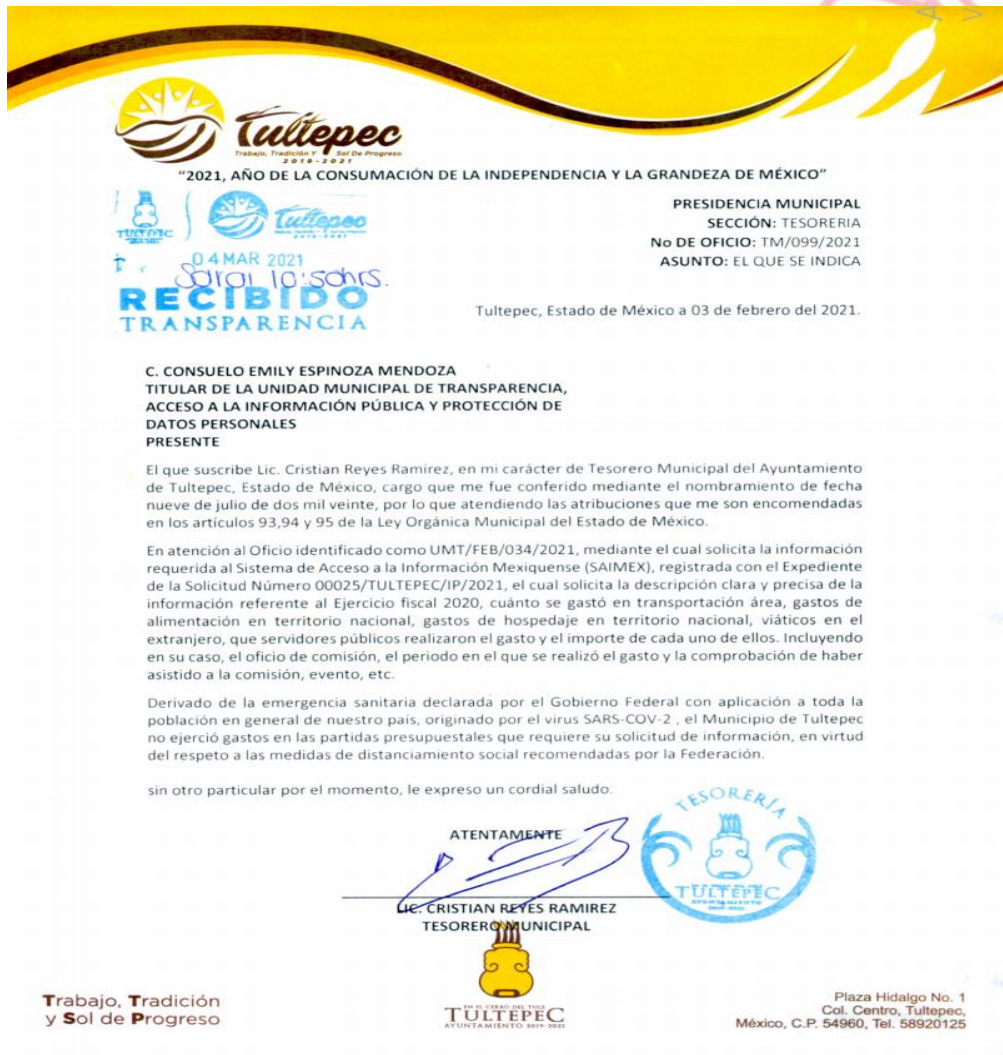 Tultepec
Trabajo, Tradición Y Sol De Progreso
2019-2021
"2021, AÑO DE LA CONSUMACIÓN DE LA INDEPENDENCIA Y LA GRANDEZA DE MÉXICO"
PRESIDENCIA MUNICIPAL
SECCIÓN: TESORERIA
No DE OFICIO: TM/099/2021
ASUNTO: EL QUE SE INDICA
TULTEPEC
Tultepec
04 MAR 2021
Sarai 10:50hrs.
RECIBIDO
TRANSPARENCIA
Tultepec, Estado de México a 03 de febrero del 2021.
C. CONSUELO EMILY ESPINOZA MENDOZA
TITULAR DE LA UNIDAD MUNICIPAL DE TRANSPARENCIA,
ACCESO A LA INFORMACIÓN PÚBLICA Y PROTECCIÓN DE
DATOS PERSONALES
PRESENTE
El que suscribe Lic. Cristian Reyes Ramirez, en mi carácter de Tesorero Municipal del Ayuntamiento
de Tultepec, Estado de México, cargo que me fue conferido mediante el nombramiento de fecha
nueve de julio de dos mil veinte, por lo que atendiendo las atribuciones que me son encomendadas
en los artículos 93,94 y 95 de la Ley Orgánica Municipal del Estado de México.
En atención al Oficio identificado como UMT/FEB/034/2021, mediante el cual solicita la información
requerida al Sistema de Acceso a la Información Mexiquense (SAIMEX), registrada con el Expediente
de la Solicitud Número 00025/TULTEPEC/IP/2021, el cual solicita la descripción clara y precisa de la
información referente al Ejercicio fiscal 2020, cuánto se gastó en transportación área, gastos de
alimentación en territorio nacional, gastos de hospedaje en territorio nacional, viáticos en el
extranjero, que servidores públicos realizaron el gasto y el importe de cada uno de ellos. Incluyendo
en su caso, el oficio de comisión, el periodo en el que se realizó el gasto y la comprobación de haber
asistido a la comisión, evento, etc.
Derivado de la emergencia sanitaria declarada por el Gobierno Federal con aplicación a toda la
población en general de nuestro país, originado por el virus SARS-COV-2 , el Municipio de Tultepec
no ejerció gastos en las partidas presupuestales que requiere su solicitud de información, en virtud
del respeto a las medidas de distanciamiento social recomendadas por la Federación.
sin otro particular por el momento, le expreso un cordial saludo.
TESORERÍA
TULTEPEC
AYUNTAMIENTO
2019-2021
ATENTAMENTE
LIC. CRISTIAN REYES RAMIREZ
TESORERO MUNICIPAL
EN EL CERRO DEL TULE
TULTEPEC
AYUNTAMIENTO 2019-2021
Trabajo, Tradición
y Sol de Progreso
Plaza Hidalgo No. 1
Col. Centro, Tultepec,
México, C.P. 54960, Tel. 58920125